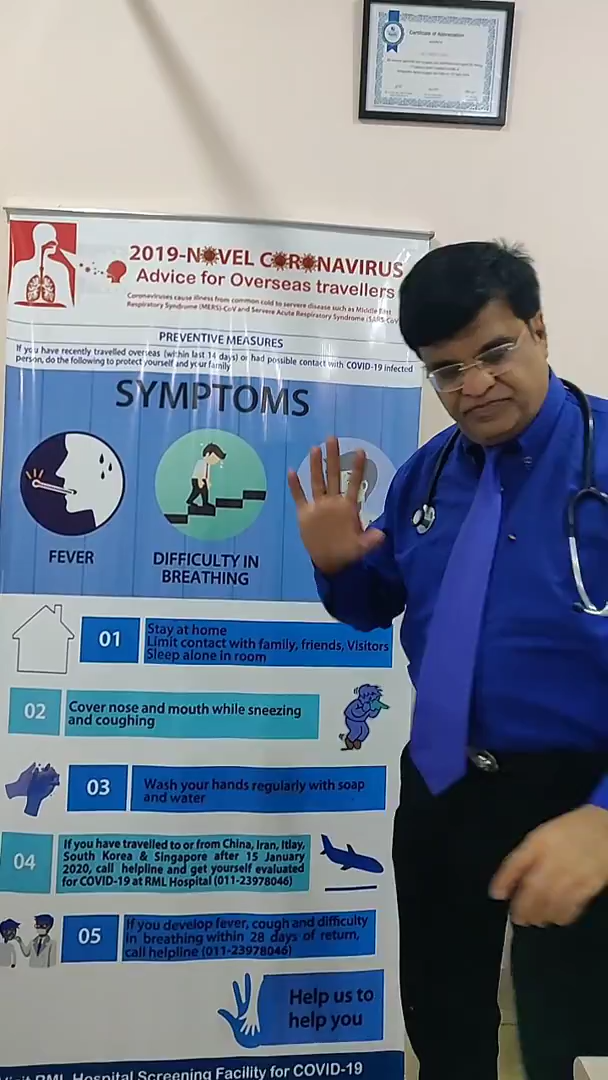 Certificate of Appreciation
2019-NOVEL CORONAVIRUS
Advice for Overseas travellers
Coronaviruses cause illness from common cold to servere disease such as Middle East
Respiratory Syndrome (MERS)-CoV and Servere Acute Respiratory Syndrome (SARS-CoV
PREVENTIVE MEASURES
If you have recently travelled overseas (within last 14 days) or had possible contact with COVID-19 infected
person, do the following to protect yourself and your family
SYMPTOMS
FEVER
DIFFICULTY IN
BREATHING
01
Stay at home
Limit contact with family, friends, Visitors
Sleep alone in room
02
Cover nose and mouth while sneezing
and coughing
03
Wash your hands regularly with soap
and water
04
If you have travelled to or from China, Iran, Itlay,
South Korea & Singapore after 15 January
2020, call helpline and get yourself evaluated
for COVID-19 at RML Hospital (011-23978046)
05
If you develop fever, cough and difficulty
in breathing within 28 days of return,
call helpline (011-23978046)
Help us to
help you
Visit RML Hospital Screening Facility for COVID-19